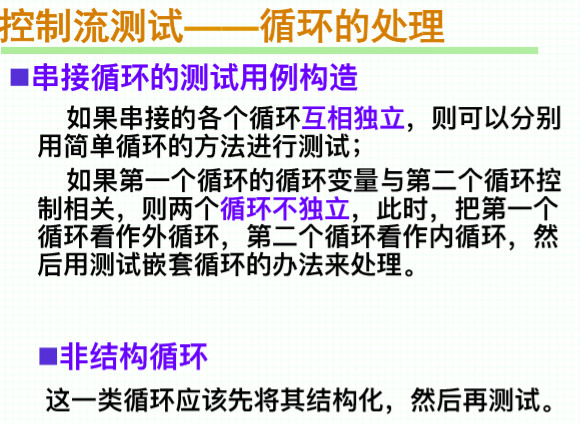 控制流测试——循环的处理
■串接循环的测试用例构造
如果串接的各个循环互相独立，则可以分别
用简单循环的方法进行测试；
如果第一个循环的循环变量与第二个循环控
制相关，则两个循环不独立，此时，把第一个
循环看作外循环，第二个循环看作内循环，然
后用测试嵌套循环的办法来处理。
■非结构循环
这一类循环应该先将其结构化，然后再测试。